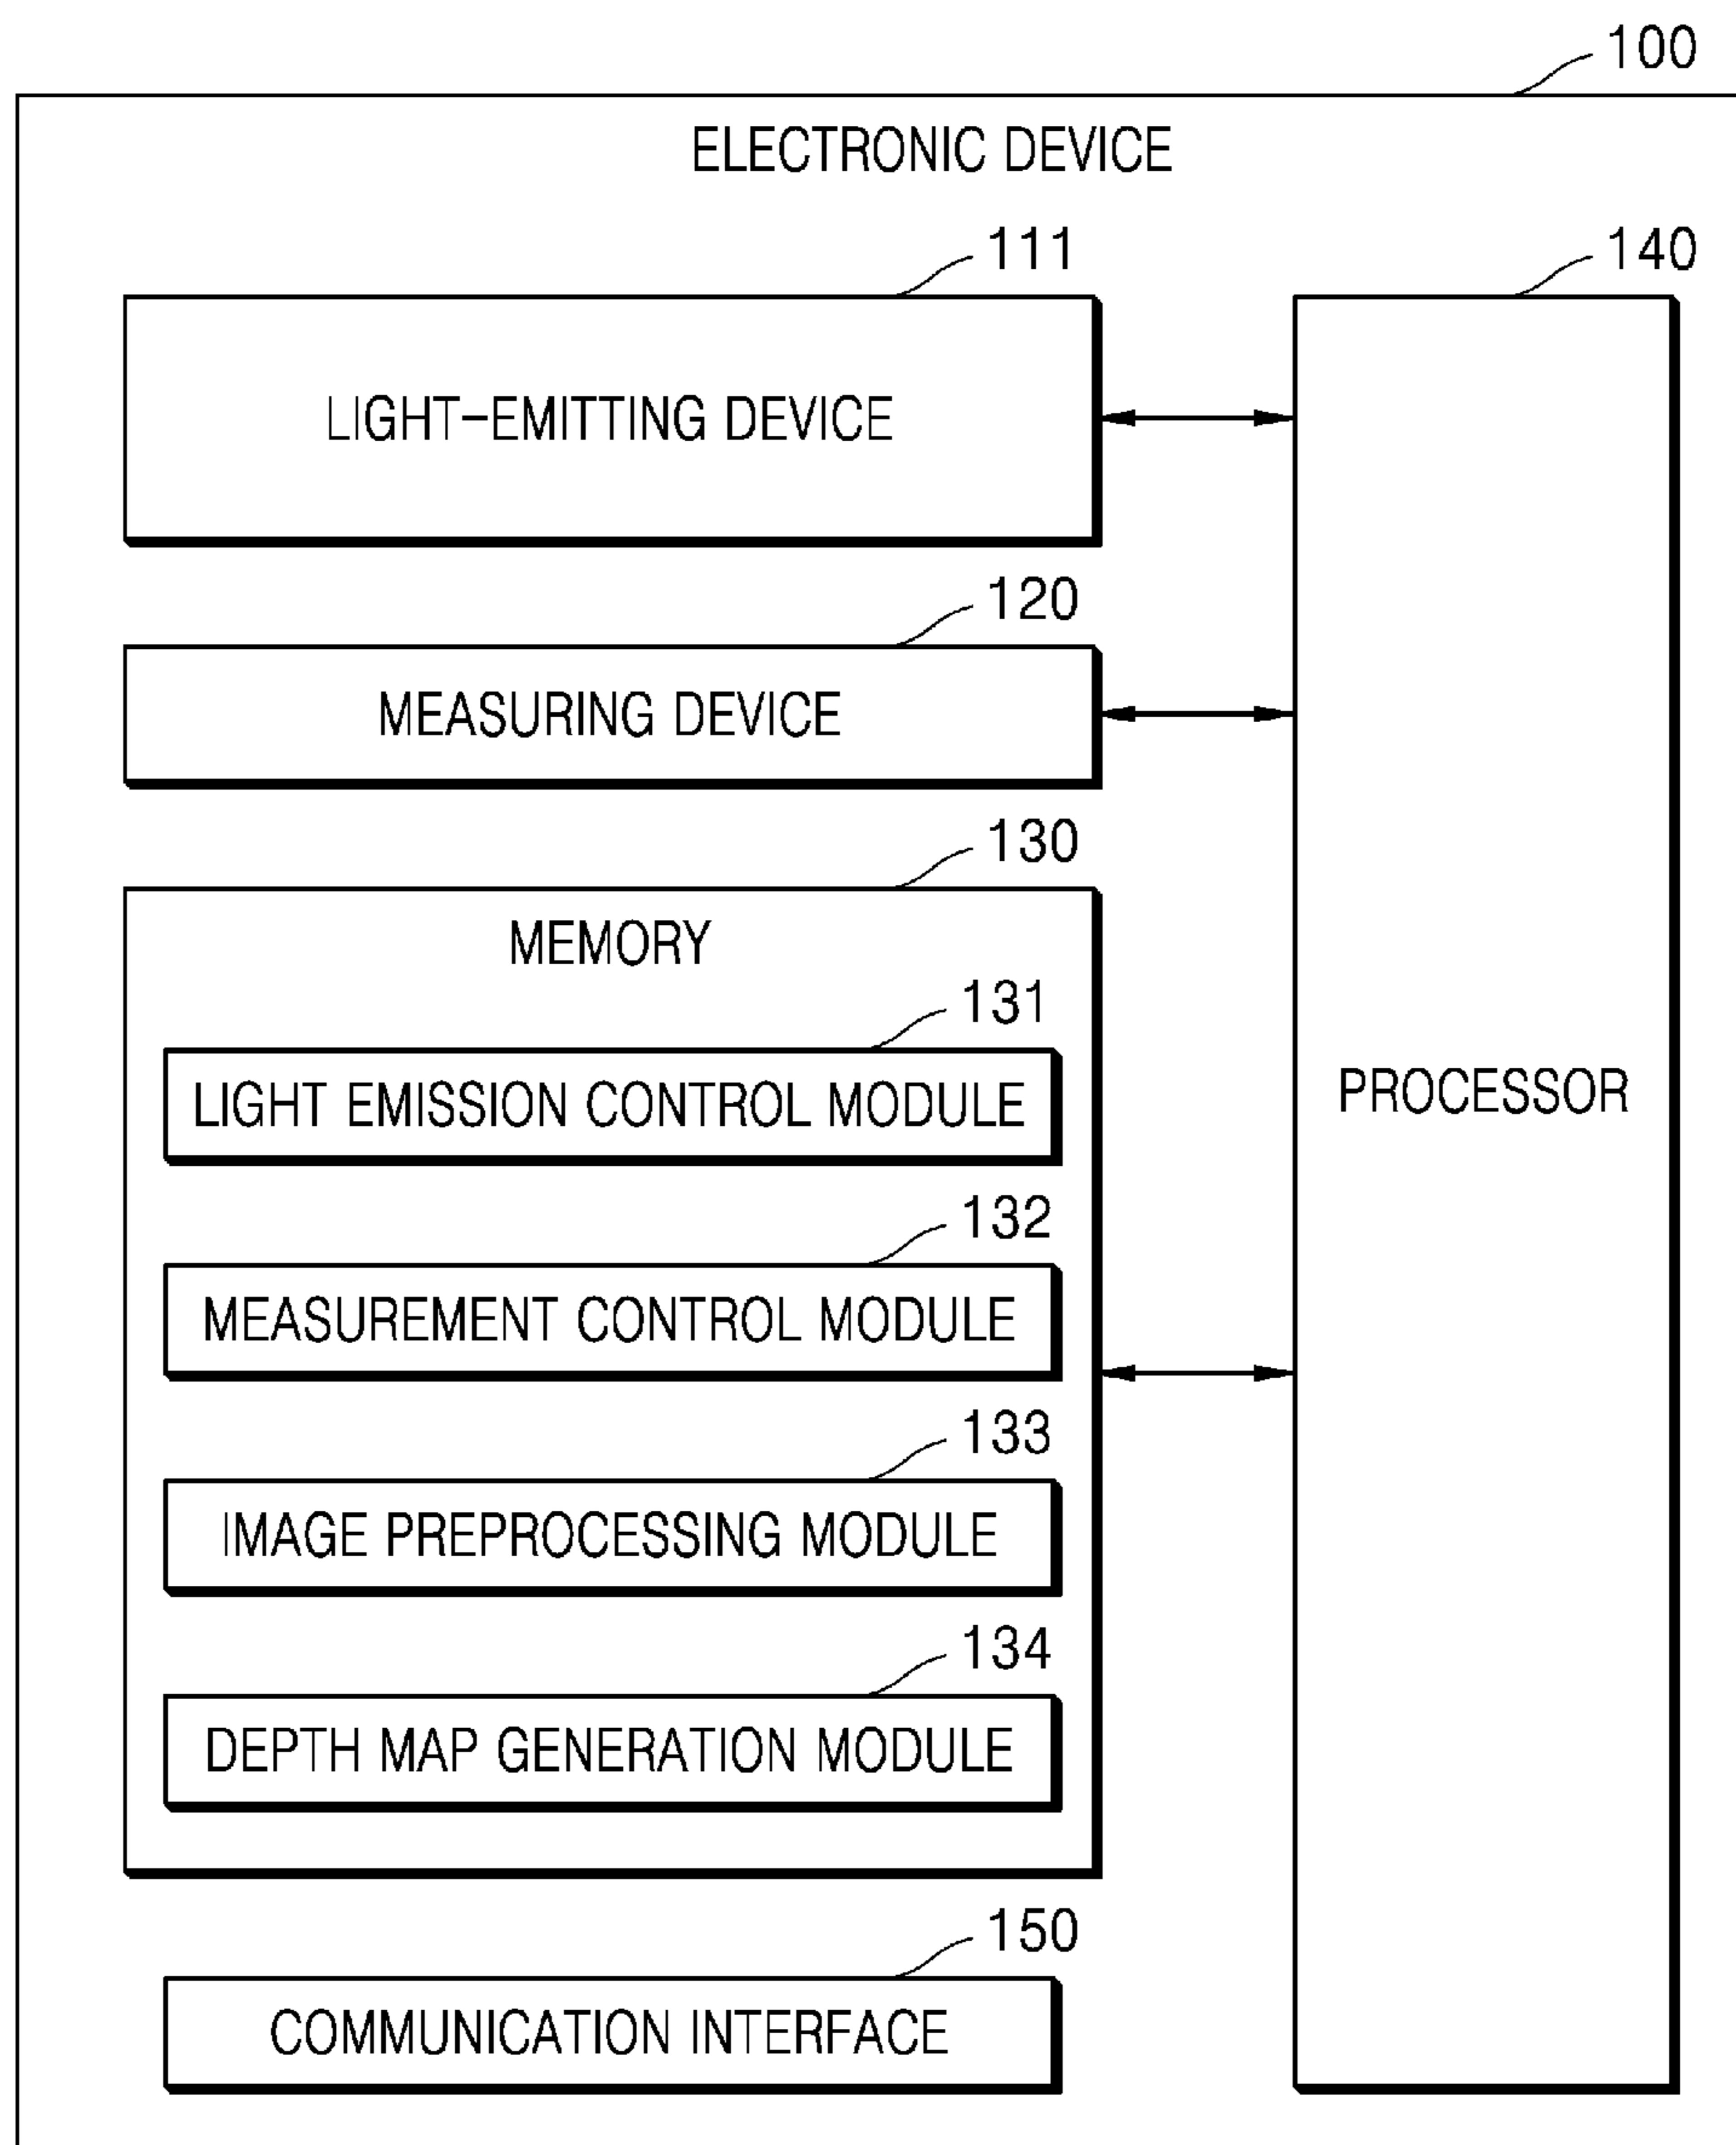 100
ELECTRONIC DEVICE
111
140
LIGHT-EMITTING DEVICE
120
MEASURING DEVICE
130
MEMORY
131
LIGHT EMISSION CONTROL MODULE
PROCESSOR
132
MEASUREMENT CONTROL MODULE
133
IMAGE PREPROCESSING MODULE
134
DEPTH MAP GENERATION MODULE
150
COMMUNICATION INTERFACE